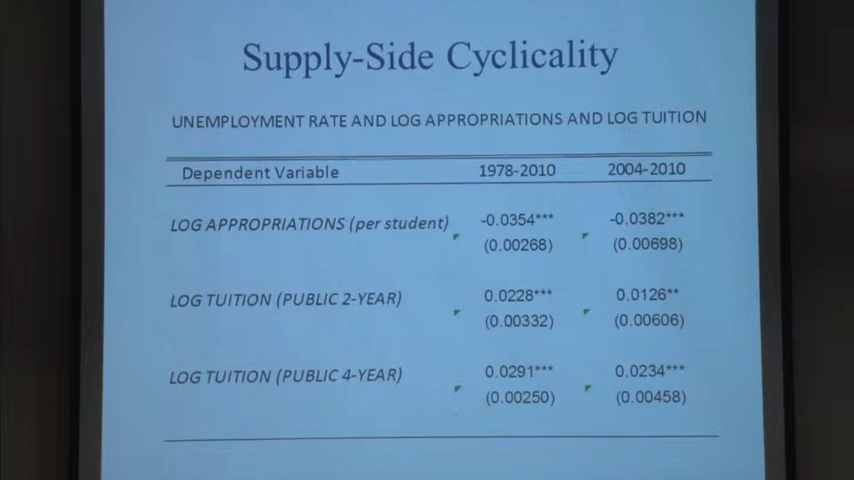 Supply-Side Cyclicality
UNEMPLOYMENT RATE AND LOG APPROPRIATIONS AND LOG TUITION
Dependent Variable 1978-2010 2004-2010
LOG APPROPRIATIONS (per student) -0.0354*** -0.0382***
(0.00268) (0.00698)
LOG TUITION (PUBLIC 2-YEAR) 0.0228*** 0.0126**
(0.00332) (0.00606)
LOG TUITION (PUBLIC 4-YEAR) 0.0291*** 0.0234***
(0.00250) (0.00458)